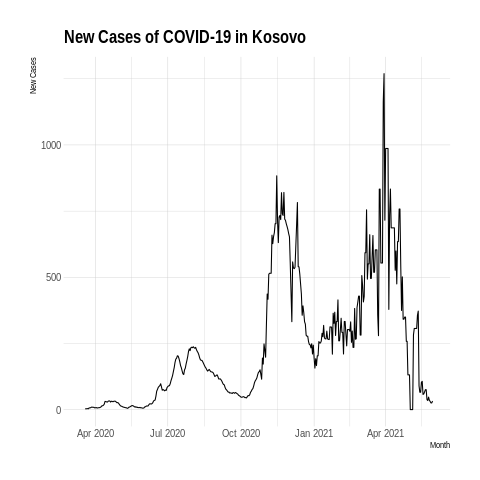 New Cases of COVID-19 in Kosovo
New Cases
1000
500
0
Apr 2020 Jul 2020 Oct 2020 Jan 2021 Apr 2021
Month